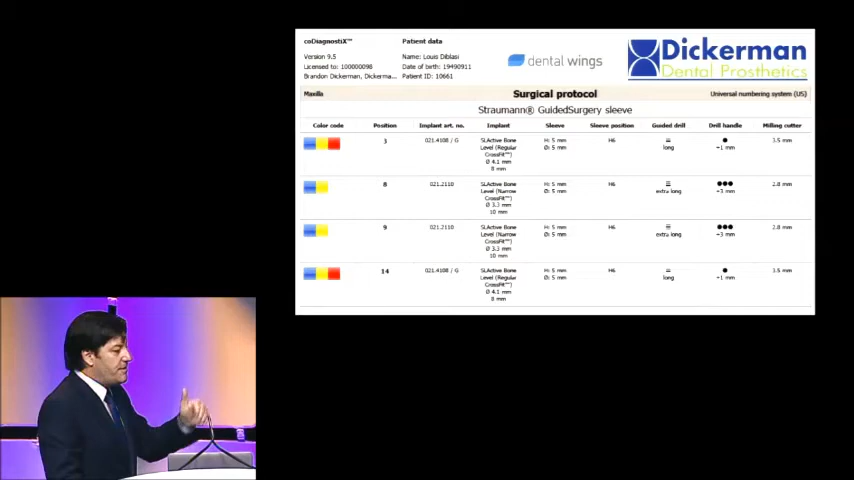 coDiagnostiX™ Patient data
Version 9.5 Name: Louis Diblasi
Licensed to: 100000098 Date of birth: 19490911
Brandon Dickerman, Dickerma... Patient ID: 10661
dental wings
Dickerman
Dental Prosthetics
Maxilla Surgical protocol Universal numbering system (US)
Straumann® GuidedSurgery sleeve
Color code Position Implant art. no. Implant Sleeve Sleeve position Guided drill Drill handle Milling cutter
3 021.4108 / G SLActive Bone H: 5 mm H6 = ● 3.5 mm
Level (Regular Ø: 5 mm long +1 mm
CrossFit™)
Ø 4.1 mm
8 mm
8 021.2110 SLActive Bone H: 5 mm H6 ≡ ●●● 2.8 mm
Level (Narrow Ø: 5 mm extra long +3 mm
CrossFit™)
Ø 3.3 mm
10 mm
9 021.2110 SLActive Bone H: 5 mm H6 ≡ ●●● 2.8 mm
Level (Narrow Ø: 5 mm extra long +3 mm
CrossFit™)
Ø 3.3 mm
10 mm
14 021.4108 / G SLActive Bone H: 5 mm H6 = ● 3.5 mm
Level (Regular Ø: 5 mm long +1 mm
CrossFit™)
Ø 4.1 mm
8 mm